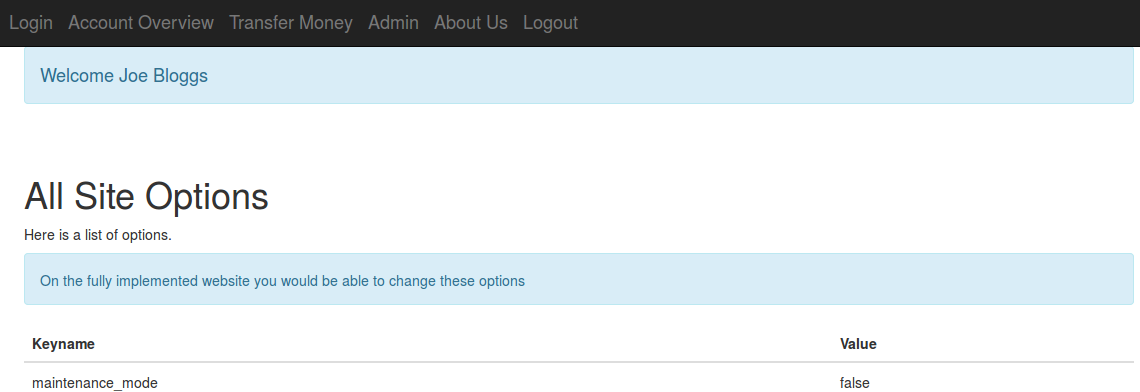 Login Account Overview Transfer Money Admin About Us Logout
Welcome Joe Bloggs
All Site Options
Here is a list of options.
On the fully implemented website you would be able to change these options
Keyname Value
maintenance_mode false